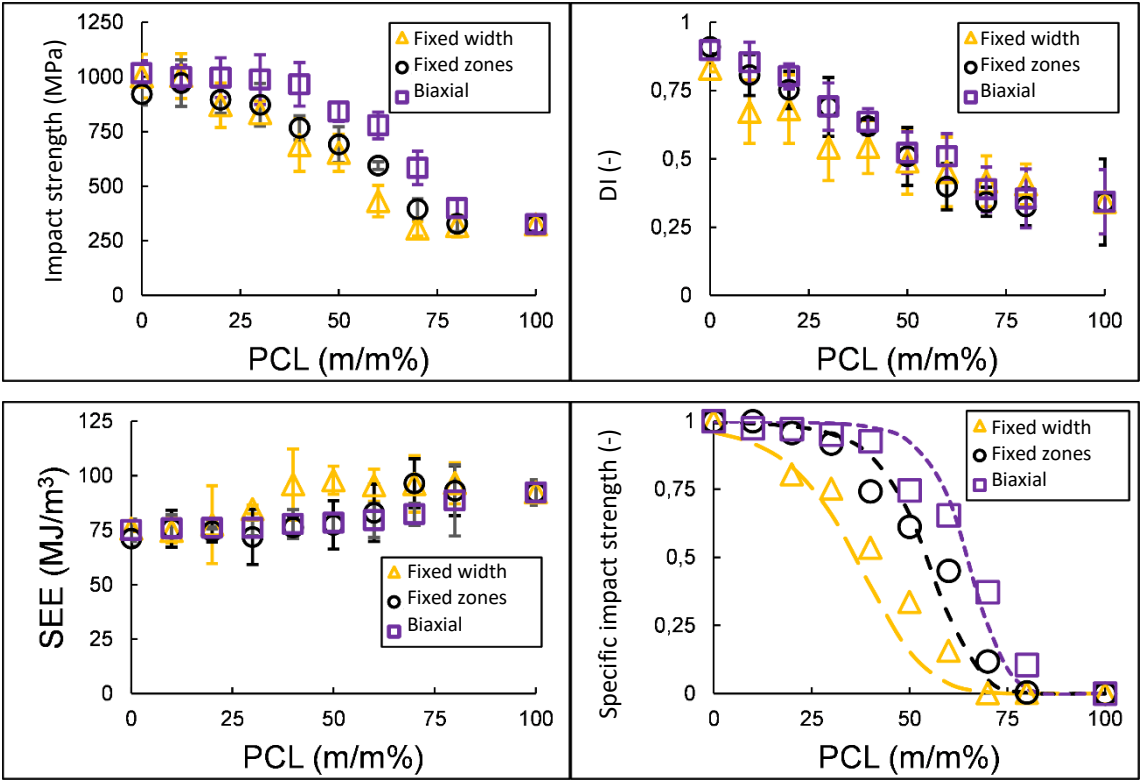 1250
1000
750
500
250
0
0 25 50 75 100
Impact strength (MPa)
PCL (m/m%)
Fixed width
Fixed zones
Biaxial
1
0,75
0,5
0,25
0
0 25 50 75 100
DI (-)
PCL (m/m%)
Fixed width
Fixed zones
Biaxial
125
100
75
50
25
0
0 25 50 75 100
SEE (MJ/m³)
PCL (m/m%)
Fixed width
Fixed zones
Biaxial
1
0,75
0,5
0,25
0
0 25 50 75 100
Specific impact strength (-)
PCL (m/m%)
Fixed width
Fixed zones
Biaxial